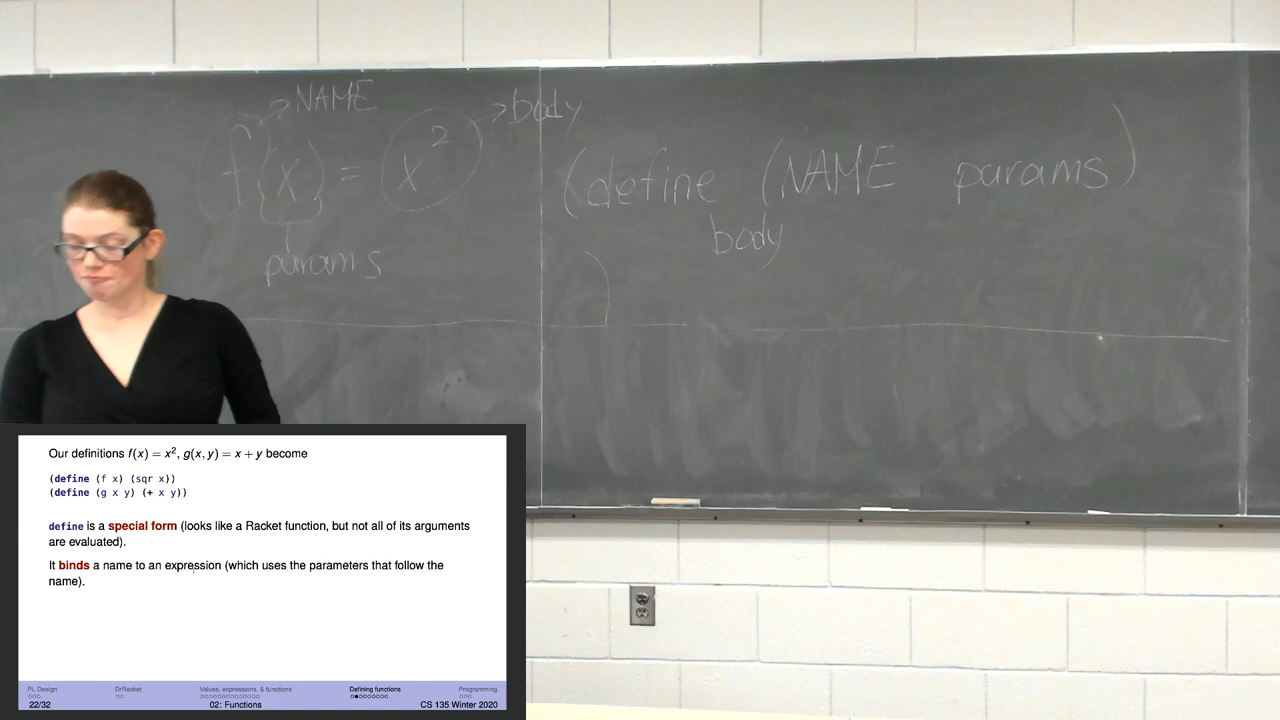 NAME
body
f(x) = x²
params
(define (NAME params)
body
)
Our definitions f(x) = x², g(x, y) = x + y become
(define (f x) (sqr x))
(define (g x y) (+ x y))
define is a special form (looks like a Racket function, but not all of its arguments
are evaluated).
It binds a name to an expression (which uses the parameters that follow the
name).
PL Design DrRacket Values, expressions, & functions Defining functions Programming
22/32 02: Functions CS 135 Winter 2020